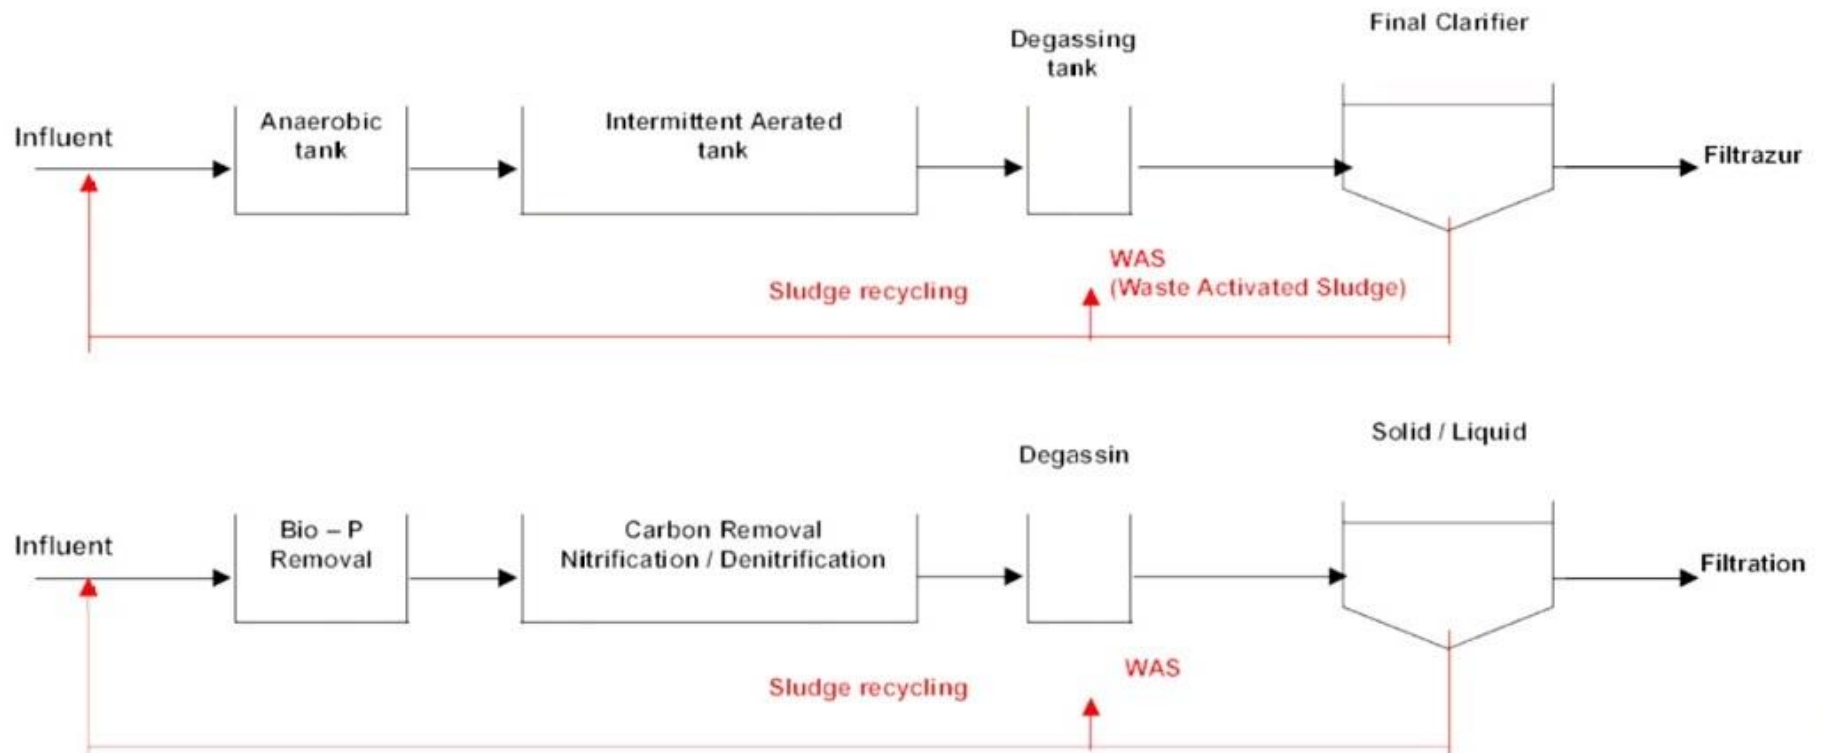 Final Clarifier
Degassing
tank
Influent
Anaerobic
tank
Intermittent Aerated
tank
Filtrazur
WAS
(Waste Activated Sludge)
Sludge recycling
Solid / Liquid
Degassin
Influent
Bio – P
Removal
Carbon Removal
Nitrification / Denitrification
Filtration
WAS
Sludge recycling